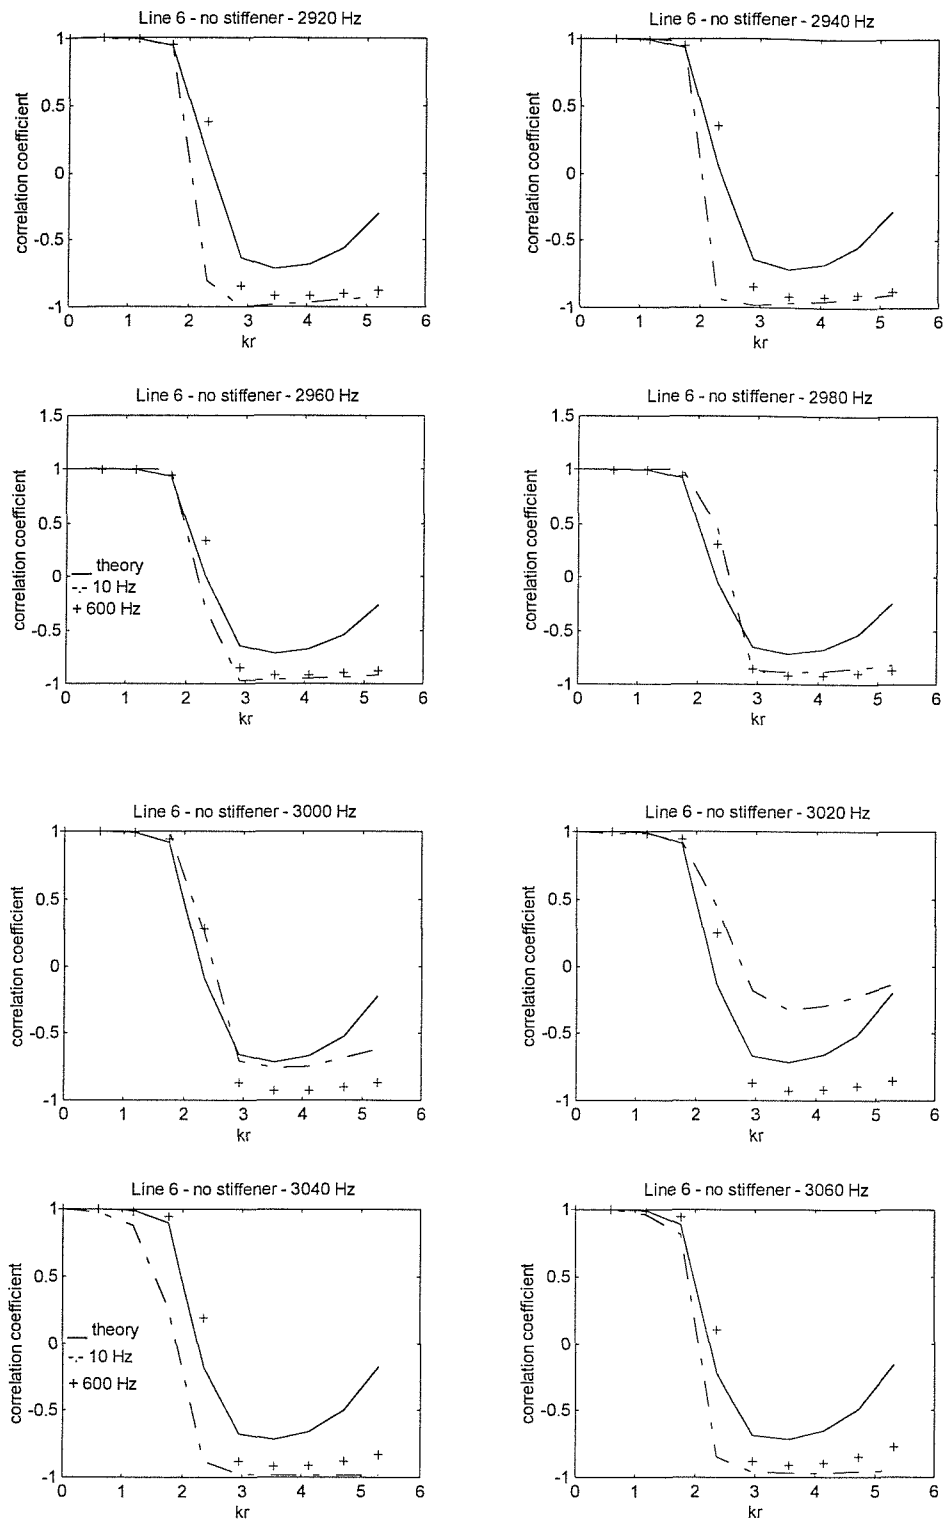 Line 6 - no stiffener - 2920 Hz
correlation coefficient
1
0.5
0
-0.5
-1
0 1 2 3 4 5 6
kr
Line 6 - no stiffener - 2940 Hz
correlation coefficient
1
0.5
0
-0.5
-1
0 1 2 3 4 5 6
kr
Line 6 - no stiffener - 2960 Hz
correlation coefficient
1.5
1
0.5
0
-0.5
-1
theory
-.- 10 Hz
+ 600 Hz
0 1 2 3 4 5 6
kr
Line 6 - no stiffener - 2980 Hz
correlation coefficient
1.5
1
0.5
0
-0.5
-1
0 1 2 3 4 5 6
kr
Line 6 - no stiffener - 3000 Hz
correlation coefficient
1
0.5
0
-0.5
-1
0 1 2 3 4 5 6
kr
Line 6 - no stiffener - 3020 Hz
correlation coefficient
1
0.5
0
-0.5
-1
0 1 2 3 4 5 6
kr
Line 6 - no stiffener - 3040 Hz
correlation coefficient
1
0.5
0
-0.5
-1
theory
-.- 10 Hz
+ 600 Hz
0 1 2 3 4 5 6
kr
Line 6 - no stiffener - 3060 Hz
correlation coefficient
1
0.5
0
-0.5
-1
0 1 2 3 4 5 6
kr